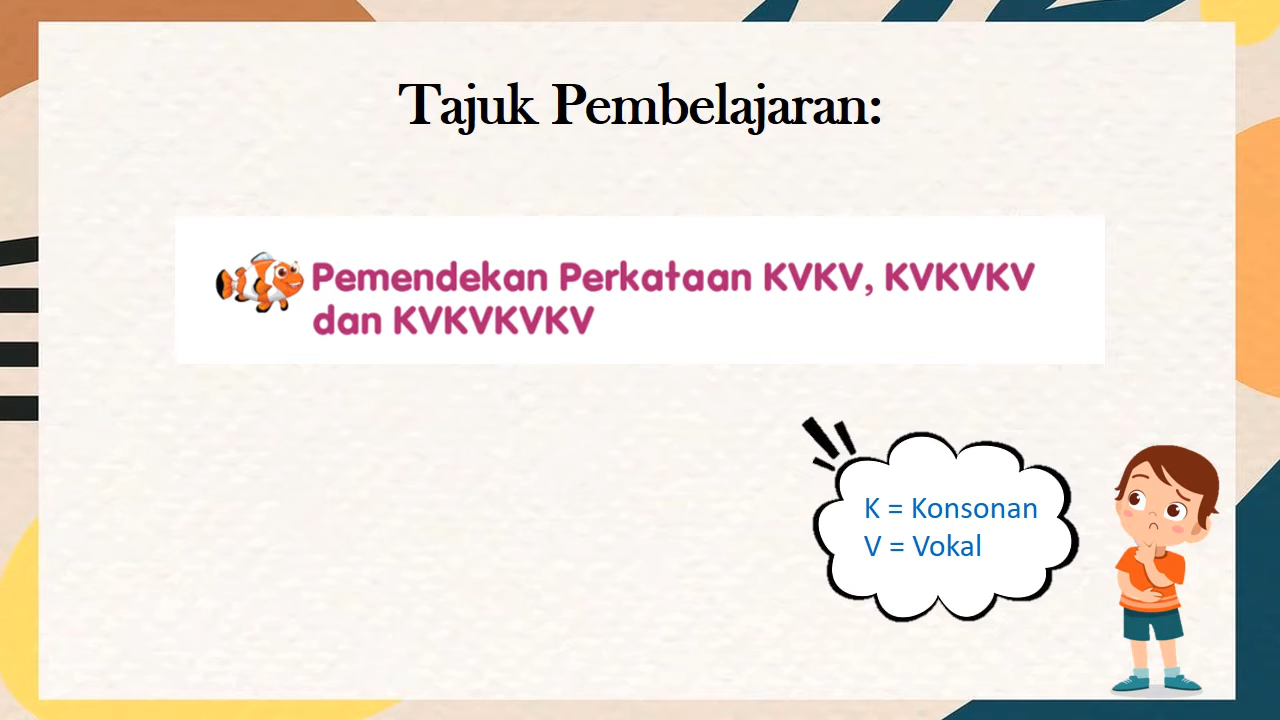 Tajuk Pembelajaran:
Pemendekan Perkataan KVKV, KVKVKV
dan KVKVKVKV
K = Konsonan
V = Vokal